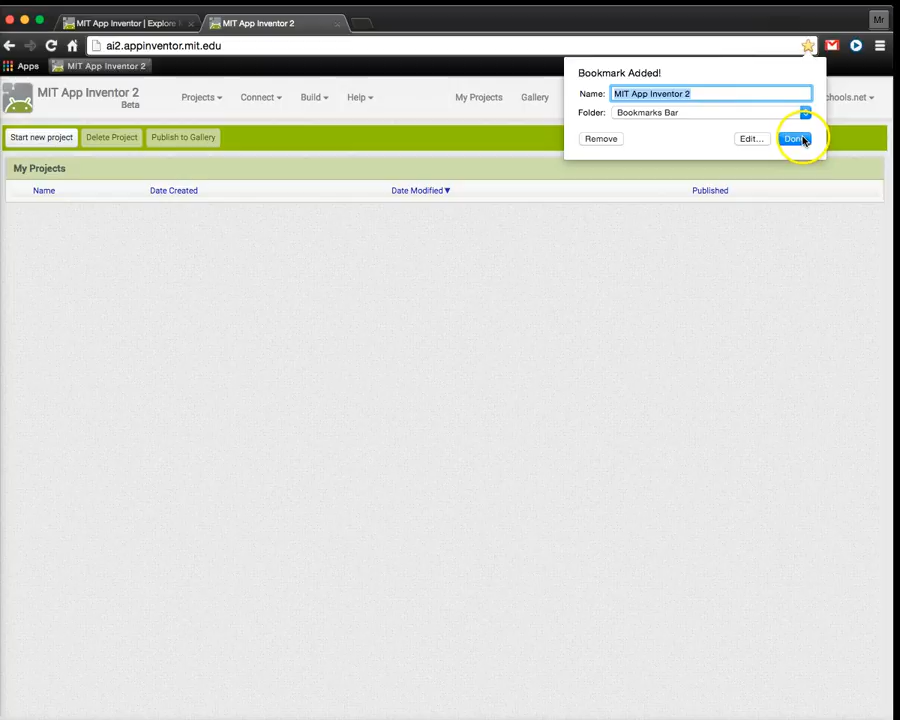 MIT App Inventor | Explore
MIT App Inventor 2
Mr
ai2.appinventor.mit.edu
Apps
MIT App Inventor 2
Bookmark Added!
Name: MIT App Inventor 2
Folder: Bookmarks Bar
Remove
Edit...
MIT App Inventor 2
Beta
Projects
Connect
Build
Help
My Projects
Gallery
chools.net
Start new project
Delete Project
Publish to Gallery
My Projects
Name
Date Created
Date Modified▼
Published